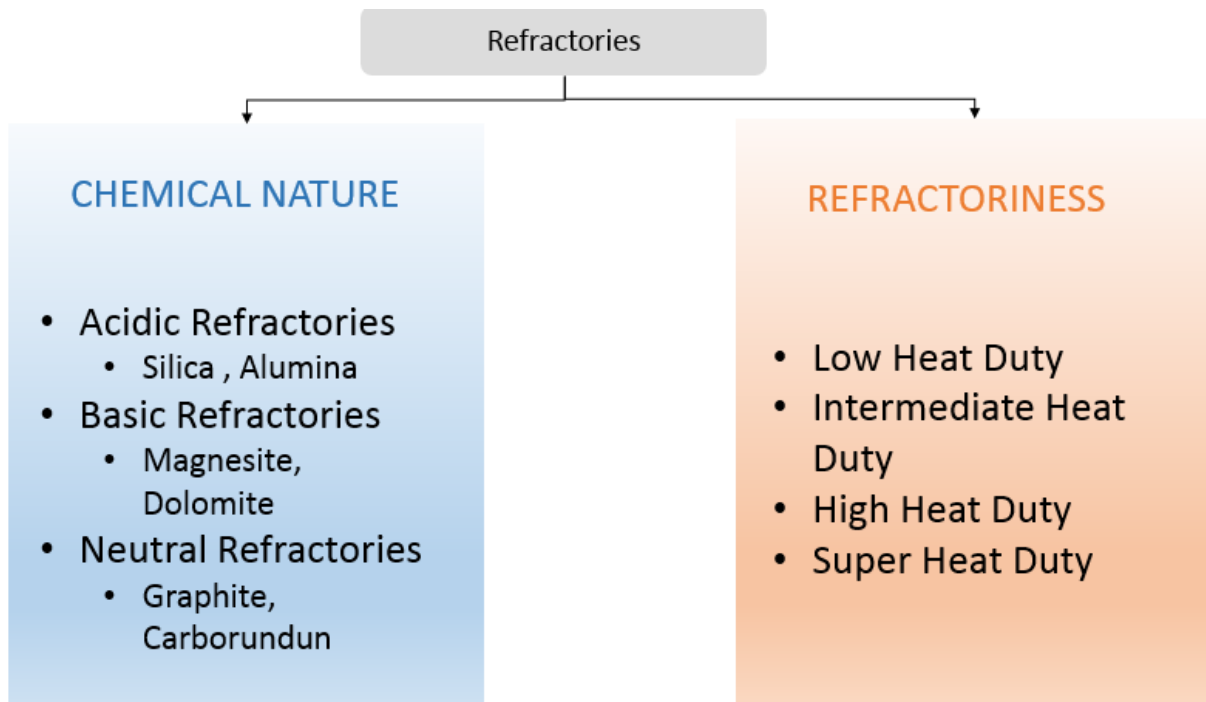 Refractories
CHEMICAL NATURE
• Acidic Refractories
• Silica , Alumina
• Basic Refractories
• Magnesite,
Dolomite
• Neutral Refractories
• Graphite,
Carborundun
REFRACTORINESS
• Low Heat Duty
• Intermediate Heat
Duty
• High Heat Duty
• Super Heat Duty